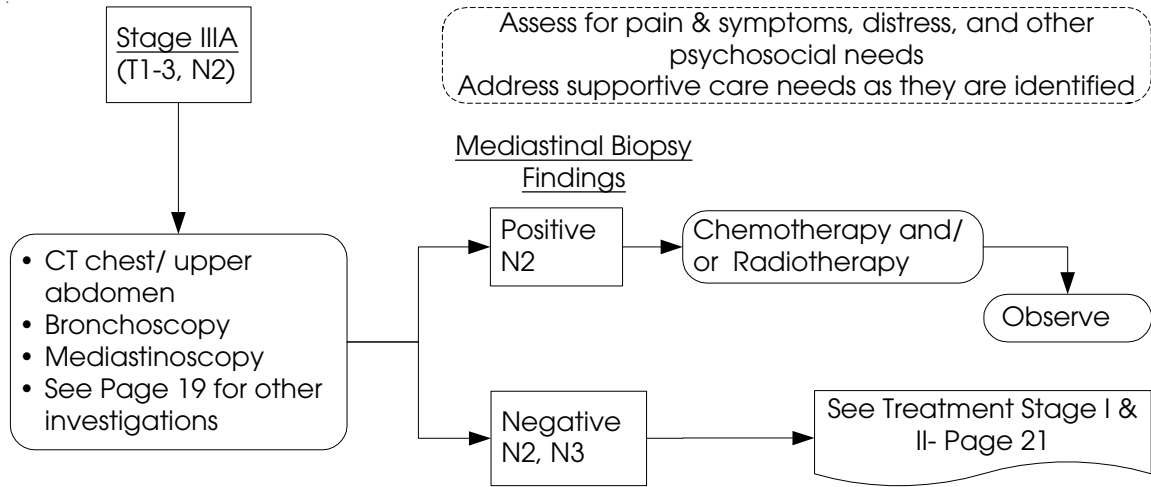 Stage IIIA
(T1-3, N2)
Assess for pain & symptoms, distress, and other
psychosocial needs
Address supportive care needs as they are identified
Mediastinal Biopsy
Findings
• CT chest/ upper
abdomen
• Bronchoscopy
• Mediastinoscopy
• See Page 19 for other
investigations
Positive
N2
Chemotherapy and/
or Radiotherapy
Observe
Negative
N2, N3
See Treatment Stage I &
II- Page 21